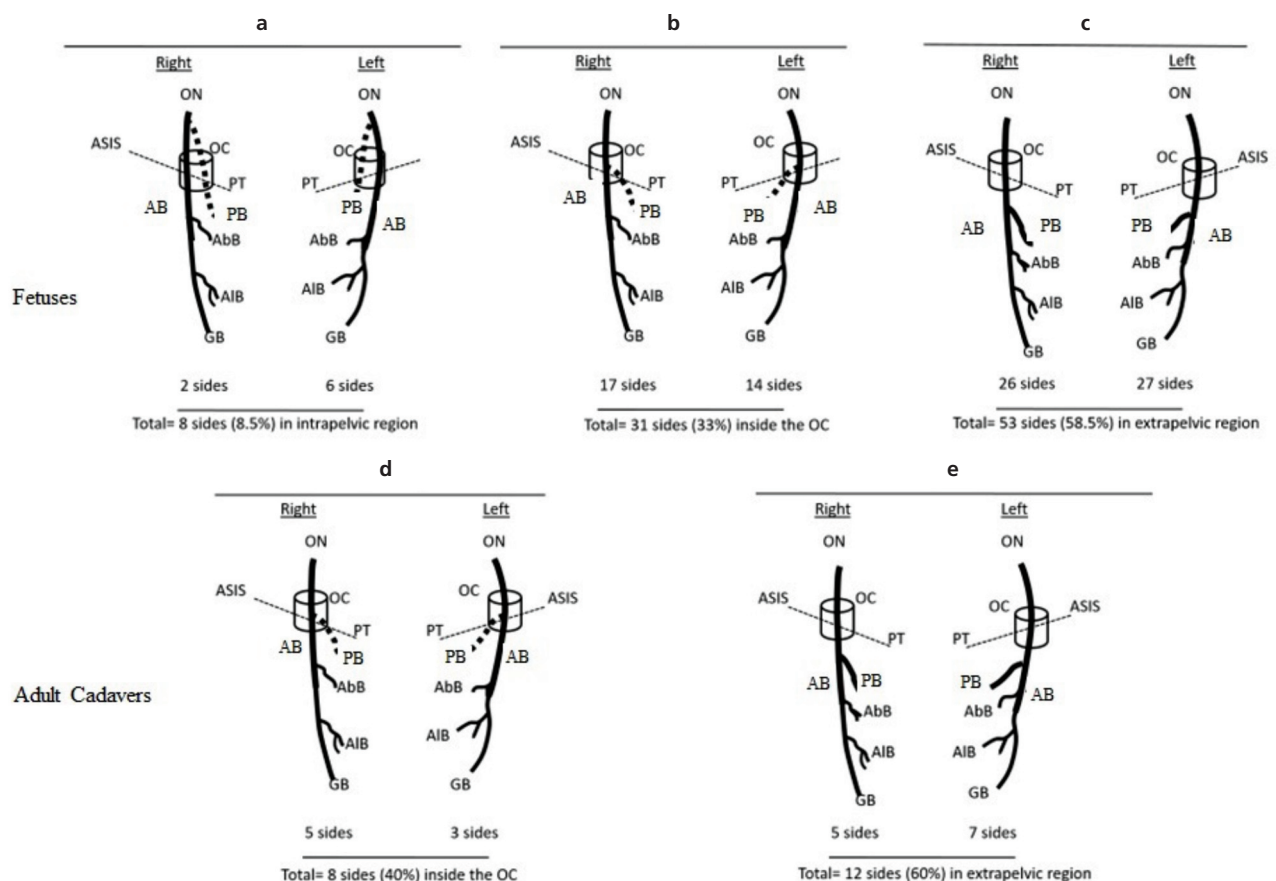 a
Right Left
ON ON
ASIS OC OC
PT PT
AB PB PB AB
AbB AbB
AlB AlB
GB GB
2 sides 6 sides
Total= 8 sides (8.5%) in intrapelvic region
b
Right Left
ON ON
ASIS OC OC
PT PT
AB PB PB AB
AbB AbB
AlB AlB
GB GB
17 sides 14 sides
Total= 31 sides (33%) inside the OC
c
Right Left
ON ON
ASIS OC OC ASIS
PT PT
AB PB PB AB
AbB AbB
AlB AlB
GB GB
26 sides 27 sides
Total= 53 sides (58.5%) in extrapelvic region
Fetuses
d
Right Left
ON ON
ASIS OC OC ASIS
PT PT
AB PB PB AB
AbB AbB
AlB AlB
GB GB
5 sides 3 sides
Total= 8 sides (40%) inside the OC
e
Right Left
ON ON
ASIS OC OC ASIS
PT PT
AB PB PB AB
AbB AbB
AlB AlB
GB GB
5 sides 7 sides
Total= 12 sides (60%) in extrapelvic region
Adult Cadavers